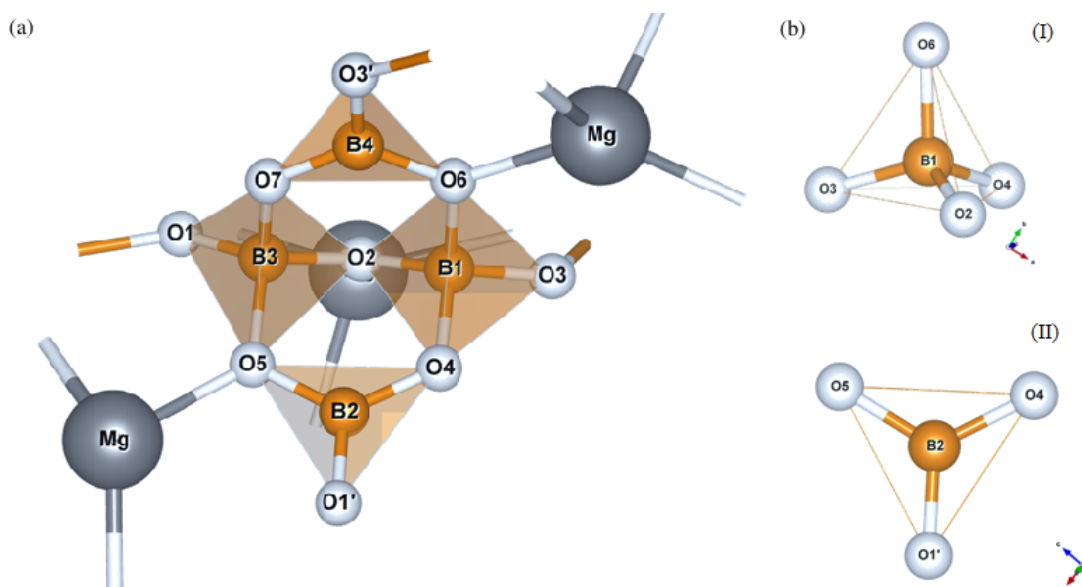 (a)
O3'
B4
Mg
O7
O6
O1
B3
O2
B1
O3
O5
O4
B2
Mg
O1'
(b)
(I)
O6
B1
O3
O4
O2
b
a
(II)
O5
O4
B2
O1'
c